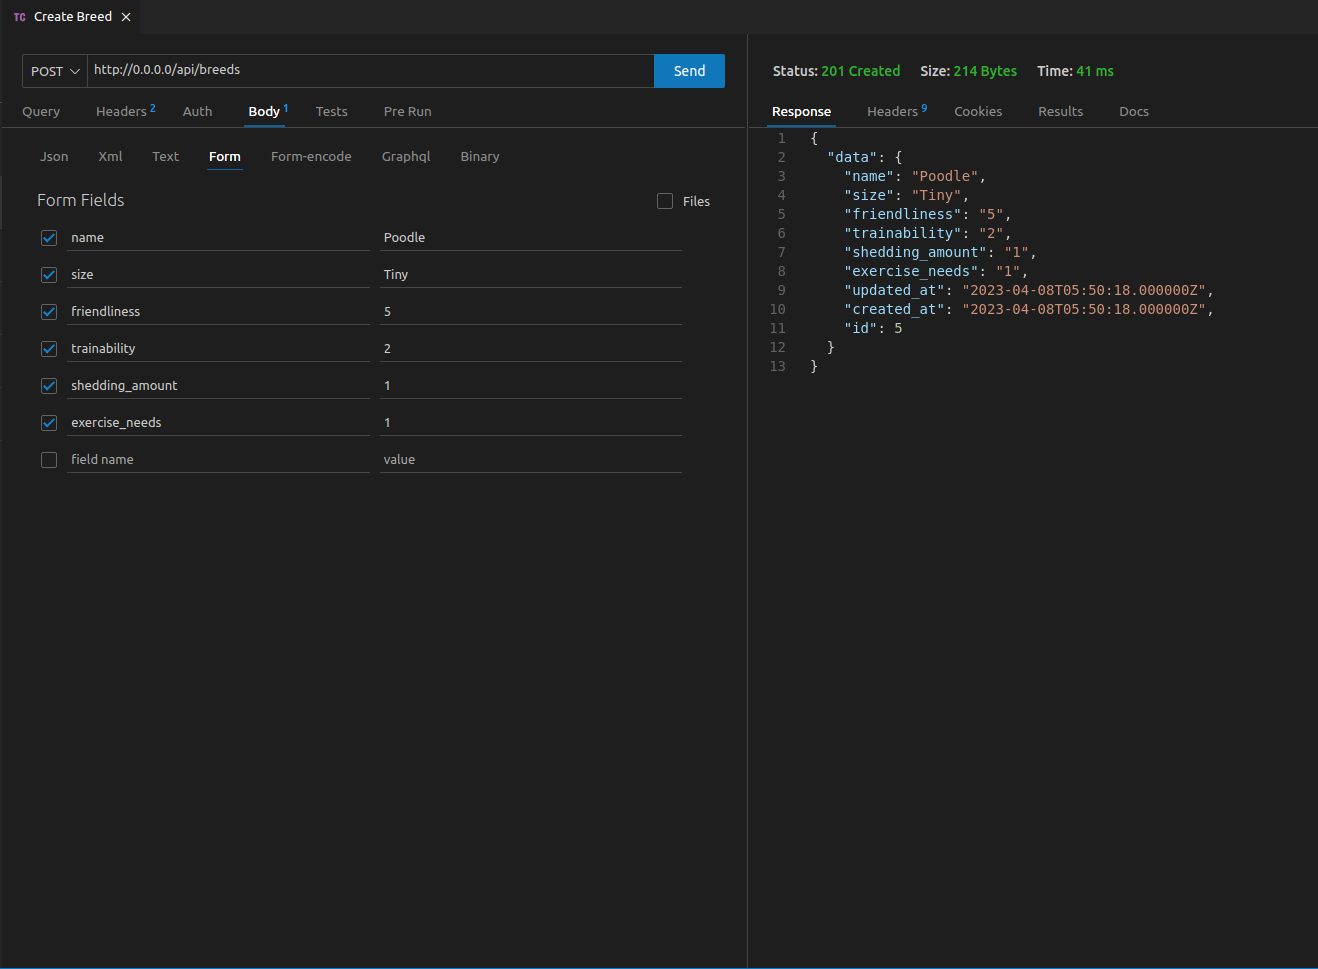 TC Create Breed
POST http://0.0.0.0/api/breeds Send
Query Headers 2 Auth Body 1 Tests Pre Run
Json Xml Text Form Form-encode Graphql Binary
Form Fields Files
name Poodle
size Tiny
friendliness 5
trainability 2
shedding_amount 1
exercise_needs 1
field name value
Status: 201 Created Size: 214 Bytes Time: 41 ms
Response Headers 9 Cookies Results Docs
1 {
2 "data": {
3 "name": "Poodle",
4 "size": "Tiny",
5 "friendliness": "5",
6 "trainability": "2",
7 "shedding_amount": "1",
8 "exercise_needs": "1",
9 "updated_at": "2023-04-08T05:50:18.000000Z",
10 "created_at": "2023-04-08T05:50:18.000000Z",
11 "id": 5
12 }
13 }